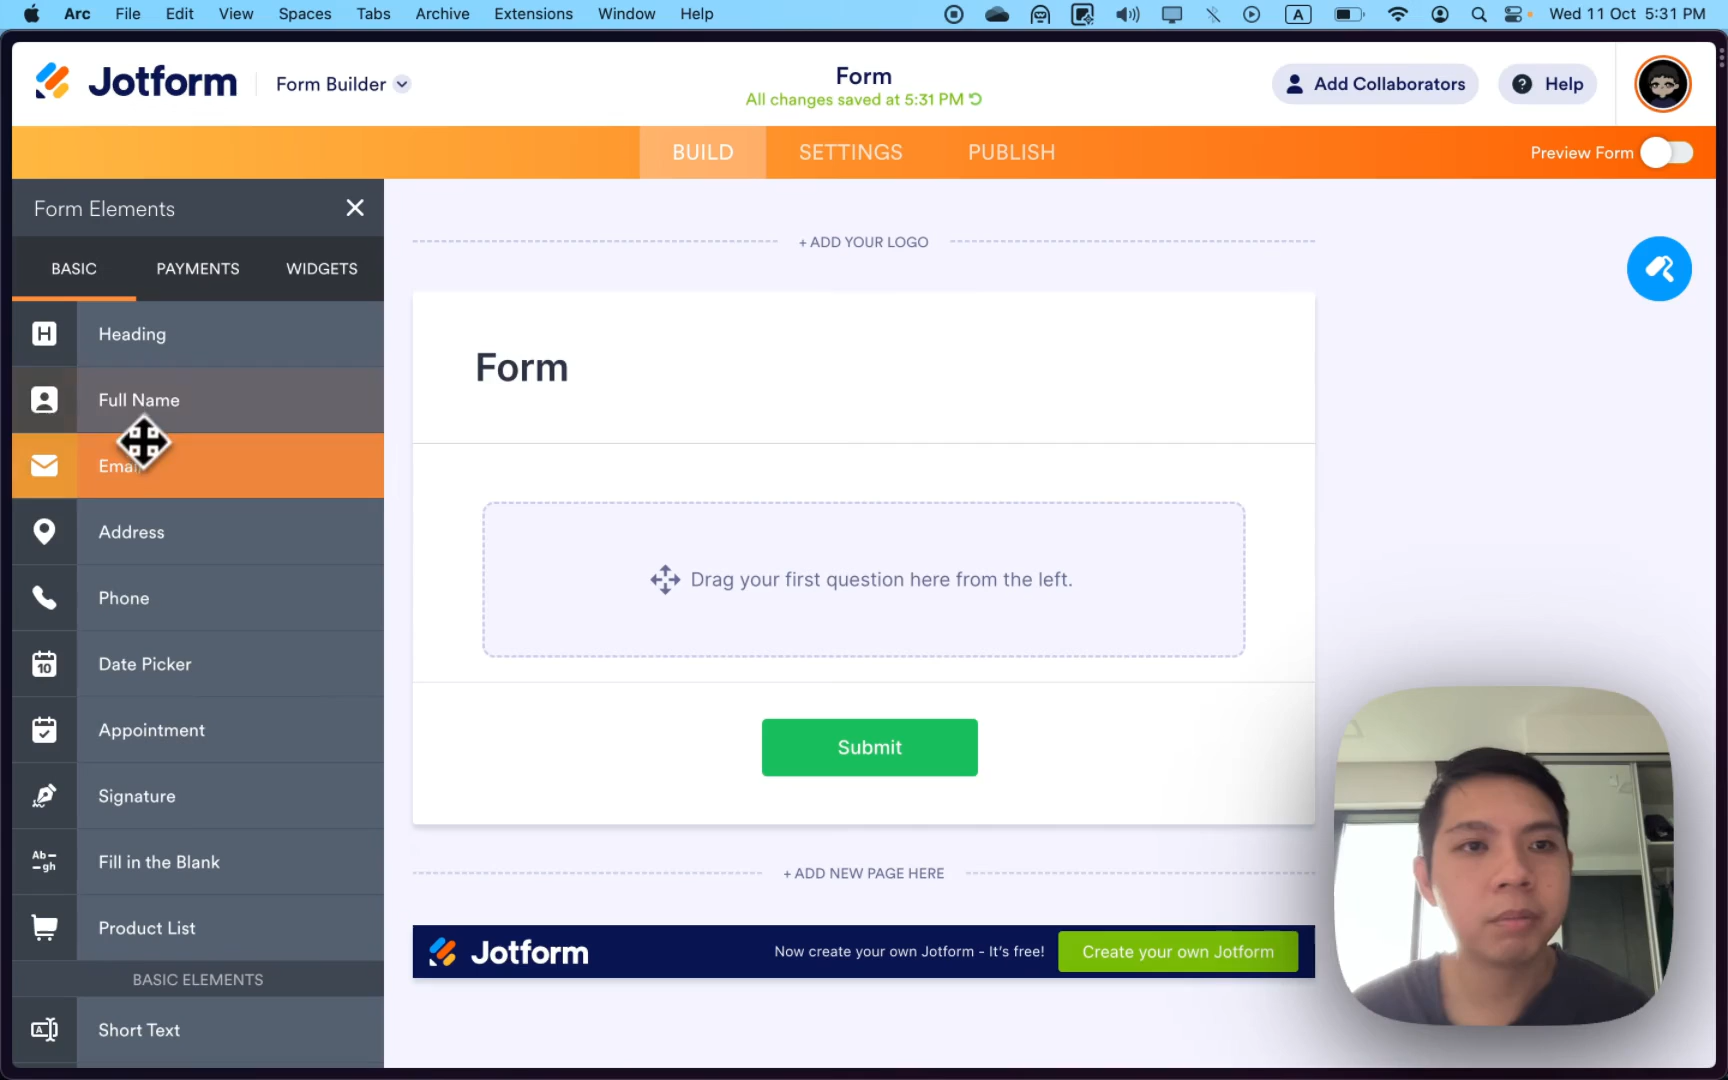 Arc File Edit View Spaces Tabs Archive Extensions Window Help A Wed 11 Oct 5:31 PM
Jotform Form Builder Form Add Collaborators ? Help
All changes saved at 5:31 PM
BUILD SETTINGS PUBLISH Preview Form
Form Elements
BASIC PAYMENTS WIDGETS
+ ADD YOUR LOGO
H Heading
Form
Full Name
Email
Address
Drag your first question here from the left.
Phone
10 Date Picker
Appointment
Submit
Signature
Ab
gh Fill in the Blank
+ ADD NEW PAGE HERE
Product List
Jotform Now create your own Jotform - It's free! Create your own Jotform
BASIC ELEMENTS
A Short Text